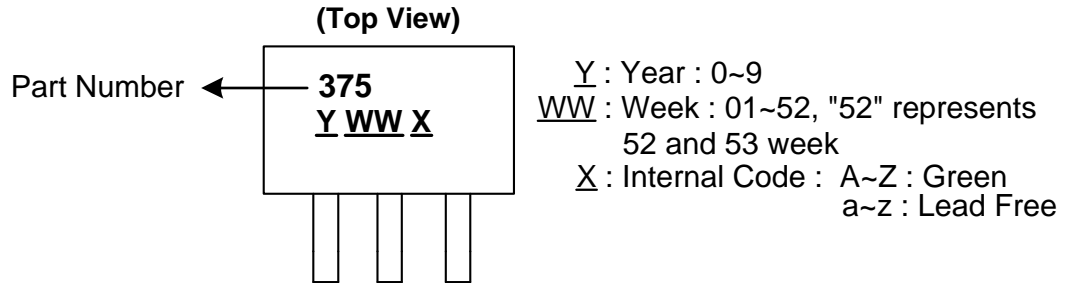 (Top View)
Part Number
375
Y WW X
Y : Year : 0~9
WW : Week : 01~52, "52" represents
52 and 53 week
X : Internal Code : A~Z : Green
a~z : Lead Free